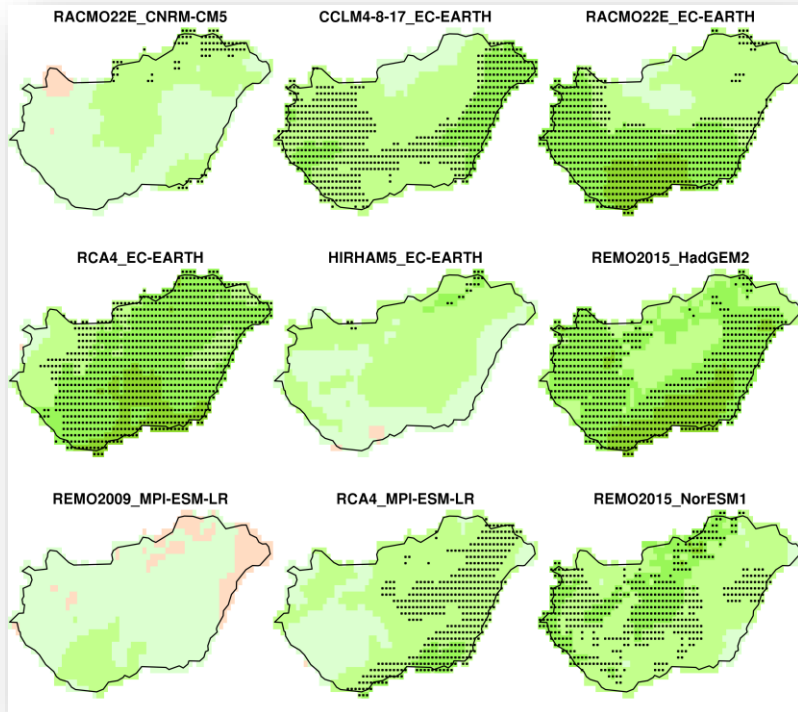 RACMO22E_CNRM-CM5
CCLM4-8-17_EC-EARTH
RACMO22E_EC-EARTH
RCA4_EC-EARTH
HIRHAM5_EC-EARTH
REMO2015_HadGEM2
REMO2009_MPI-ESM-LR
RCA4_MPI-ESM-LR
REMO2015_NorESM1